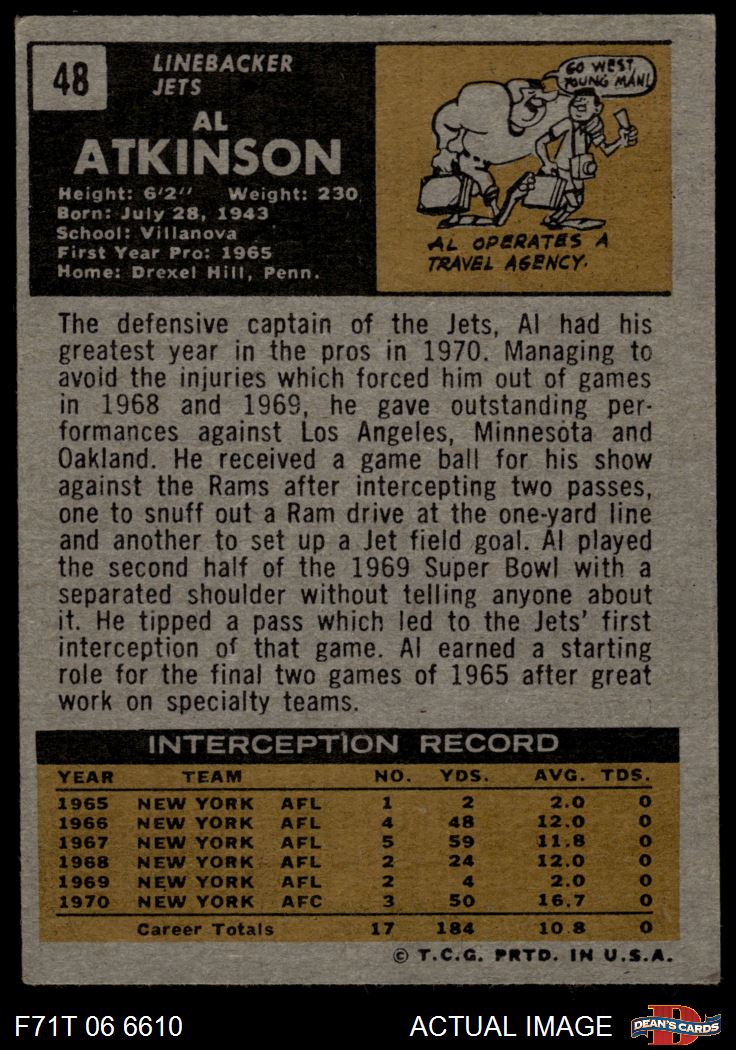 48
LINEBACKER
JETS
AL
ATKINSON
Height: 6'2" Weight: 230
Born: July 28, 1943
School: Villanova
First Year Pro: 1965
Home: Drexel Hill, Penn.
GO WEST,
YOUNG MAN!
AL OPERATES A
TRAVEL AGENCY.
The defensive captain of the Jets, Al had his
greatest year in the pros in 1970. Managing to
avoid the injuries which forced him out of games
in 1968 and 1969, he gave outstanding per-
formances against Los Angeles, Minnesota and
Oakland. He received a game ball for his show
against the Rams after intercepting two passes,
one to snuff out a Ram drive at the one-yard line
and another to set up a Jet field goal. Al played
the second half of the 1969 Super Bowl with a
separated shoulder without telling anyone about
it. He tipped a pass which led to the Jets' first
interception of that game. Al earned a starting
role for the final two games of 1965 after great
work on specialty teams.
INTERCEPTION RECORD
YEAR TEAM NO. YDS. AVG. TDS.
1965 NEW YORK AFL 1 2 2.0 0
1966 NEW YORK AFL 4 48 12.0 0
1967 NEW YORK AFL 5 59 11.8 0
1968 NEW YORK AFL 2 24 12.0 0
1969 NEW YORK AFL 2 4 2.0 0
1970 NEW YORK AFC 3 50 16.7 0
Career Totals 17 184 10.8 0
© T.C.G. PRTD. IN U.S.A.
F71T 06 6610 ACTUAL IMAGE
D
DEAN'S CARDS